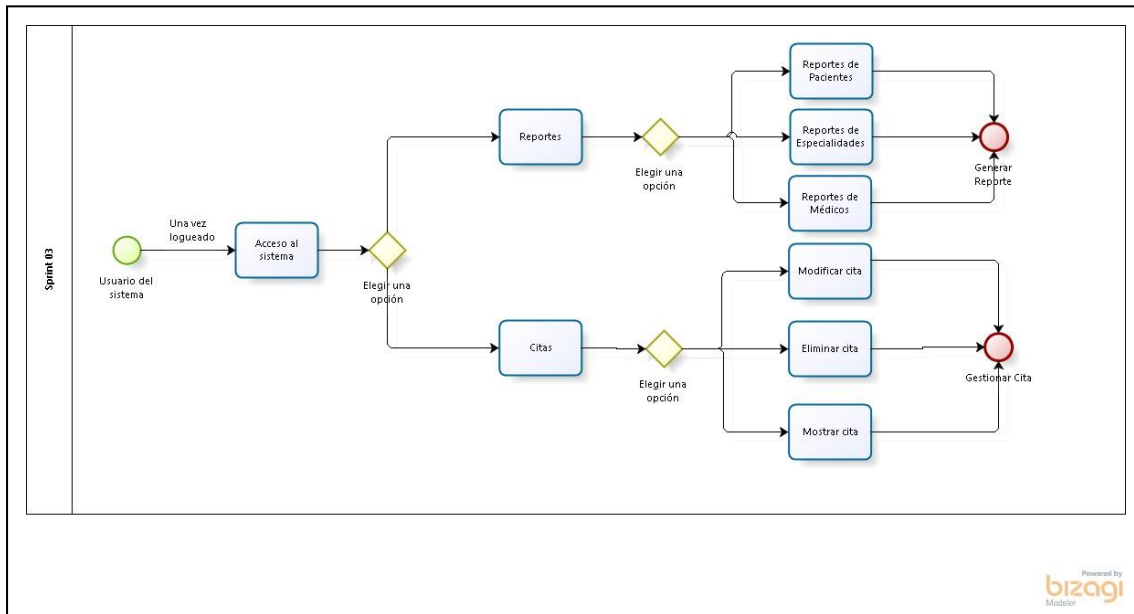 Sprint 03
Usuario del
sistema
Una vez
logueado
Acceso al
sistema
Elegir una
opción
Reportes
Elegir una
opción
Reportes de
Pacientes
Reportes de
Especialidades
Reportes de
Médicos
Generar
Reporte
Citas
Elegir una
opción
Modificar cita
Eliminar cita
Mostrar cita
Gestionar Cita
Powered by
bizagi
Modeler